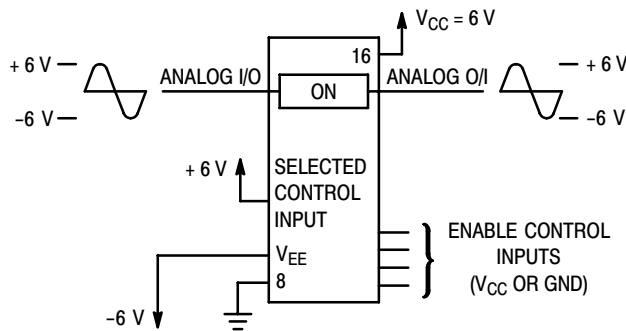 V_CC = 6 V
16
+ 6 V
ANALOG I/O
ON
ANALOG O/I
+ 6 V
−6 V
−6 V
+ 6 V
SELECTED
CONTROL
INPUT
ENABLE CONTROL
INPUTS
(V_CC OR GND)
V_EE
8
−6 V